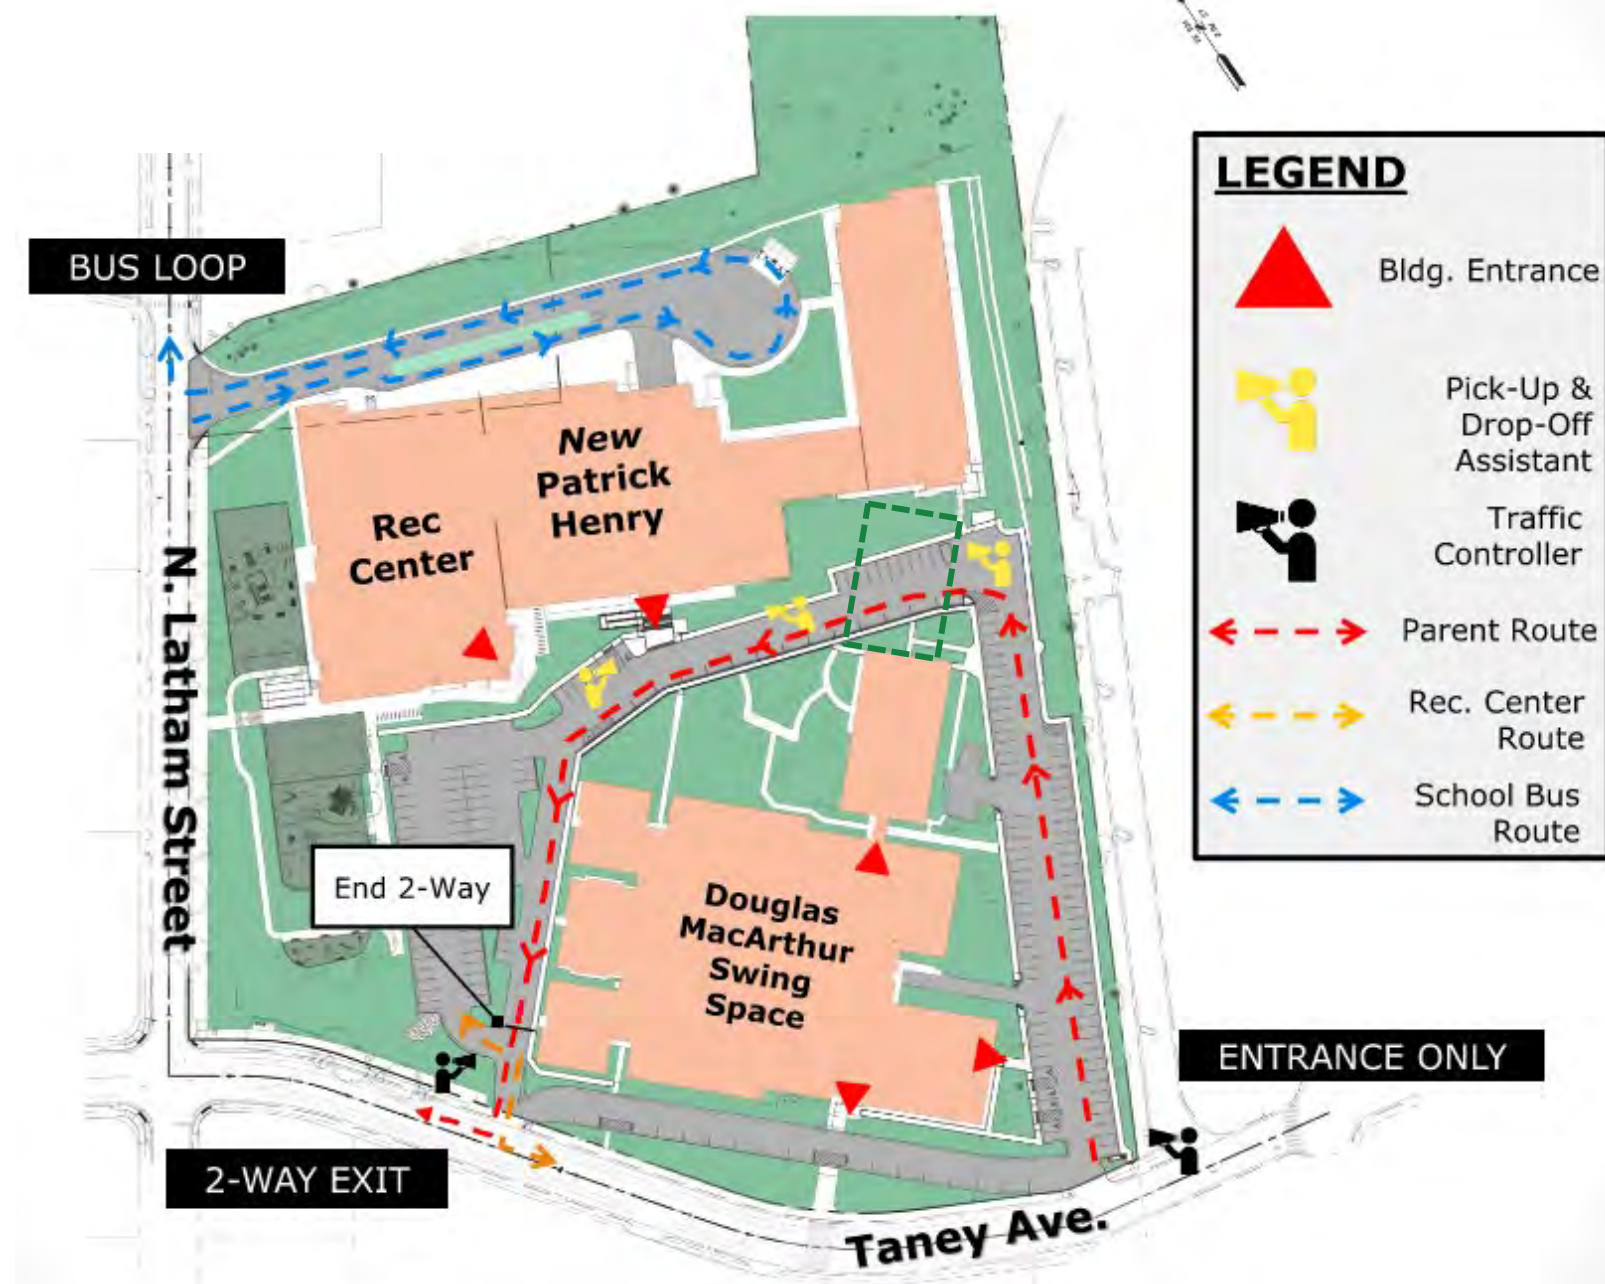 LEGEND
Bldg. Entrance
Pick-Up &
Drop-Off
Assistant
Traffic
Controller
Parent Route
Rec. Center
Route
School Bus
Route
BUS LOOP
New
Patrick
Henry
Rec
Center
N. Latham Street
End 2-Way
Douglas
MacArthur
Swing
Space
ENTRANCE ONLY
2-WAY EXIT
Taney Ave.